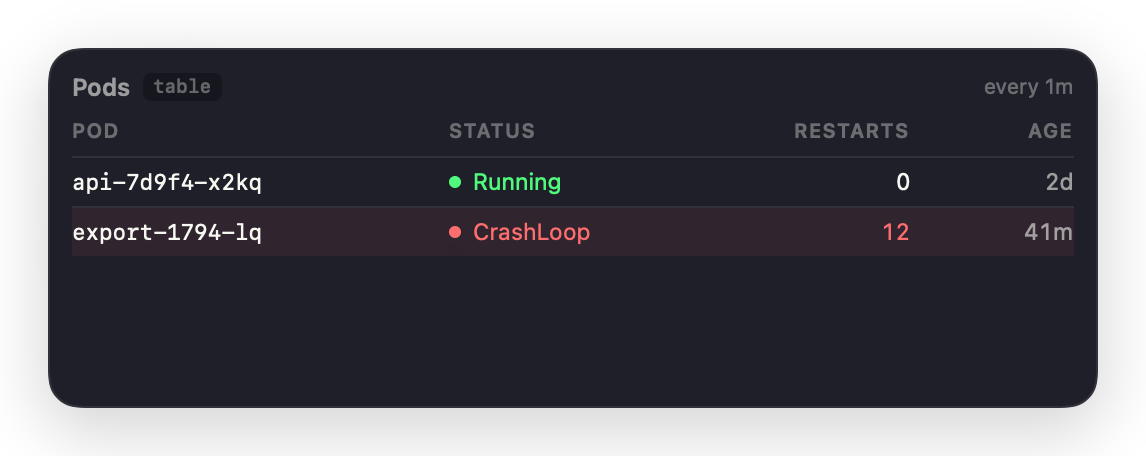 Pods table every 1m
POD STATUS RESTARTS AGE
api-7d9f4-x2kq Running 0 2d
export-1794-lq CrashLoop 12 41m